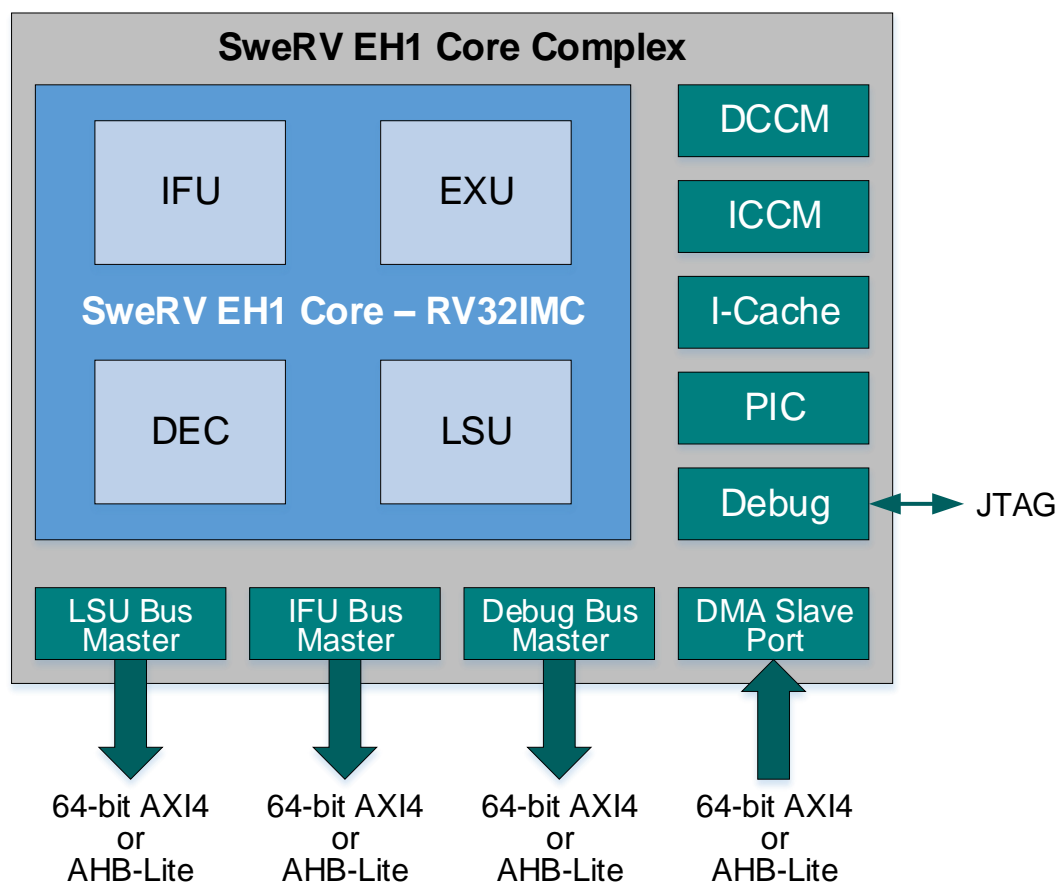 SweRV EH1 Core Complex
IFU
EXU
SweRV EH1 Core – RV32IMC
DEC
LSU
DCCM
ICCM
I-Cache
PIC
Debug
JTAG
LSU Bus
Master
IFU Bus
Master
Debug Bus
Master
DMA Slave
Port
64-bit AXI4
or
AHB-Lite
64-bit AXI4
or
AHB-Lite
64-bit AXI4
or
AHB-Lite
64-bit AXI4
or
AHB-Lite